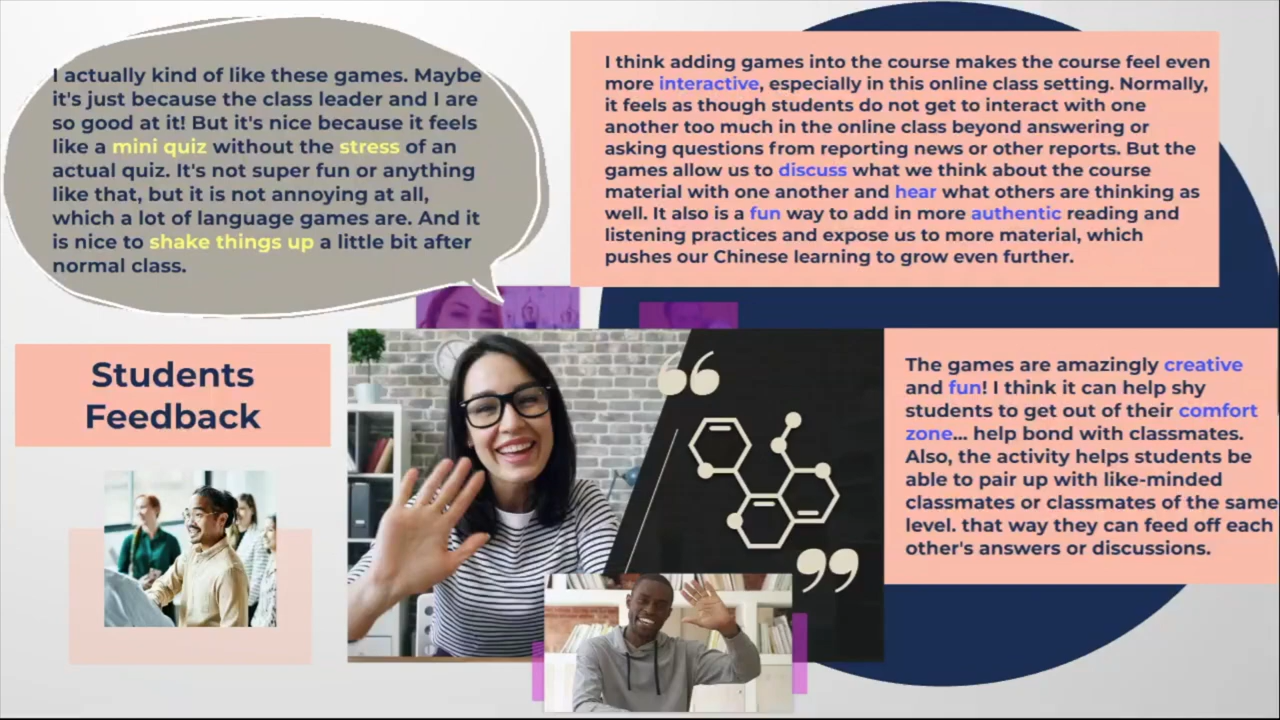 I actually kind of like these games. Maybe
it's just because the class leader and I are
so good at it! But it's nice because it feels
like a mini quiz without the stress of an
actual quiz. It's not super fun or anything
like that, but it is not annoying at all,
which a lot of language games are. And it
is nice to shake things up a little bit after
normal class.
I think adding games into the course makes the course feel even
more interactive, especially in this online class setting. Normally,
it feels as though students do not get to interact with one
another too much in the online class beyond answering or
asking questions from reporting news or other reports. But the
games allow us to discuss what we think about the course
material with one another and hear what others are thinking as
well. It also is a fun way to add in more authentic reading and
listening practices and expose us to more material, which
pushes our Chinese learning to grow even further.
Students
Feedback
The games are amazingly creative
and fun! I think it can help shy
students to get out of their comfort
zone... help bond with classmates.
Also, the activity helps students be
able to pair up with like-minded
classmates or classmates of the same
level. that way they can feed off each
other's answers or discussions.